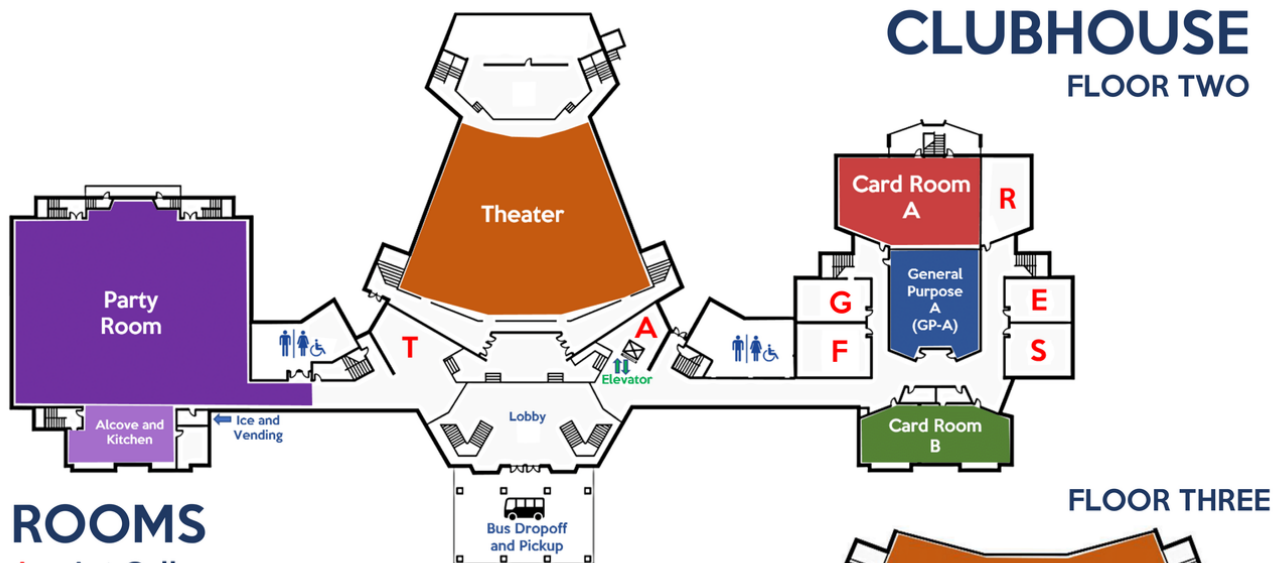 CLUBHOUSE
FLOOR TWO
Card Room
A
R
Theater
General
Purpose
A
(GP-A)
Party
Room
G
E
T
A
F
S
Elevator
Lobby
Alcove and
Kitchen
Ice and
Vending
Card Room
B
ROOMS
Bus Dropoff
and Pickup
FLOOR THREE